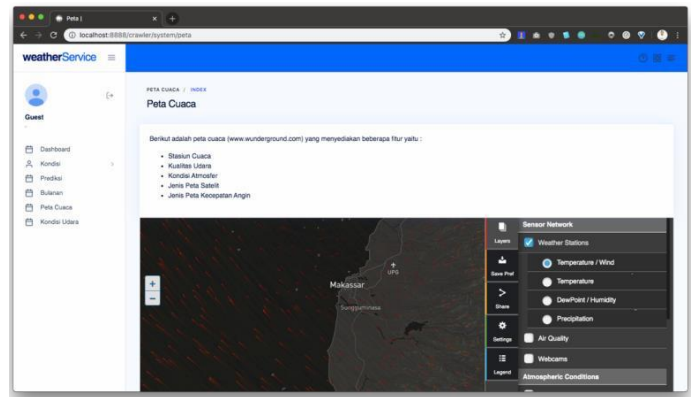 Peta |
localhost:8888/crawler/system/peta
weatherService
Guest
Dashboard
Kondisi
Prediksi
Bulanan
Peta Cuaca
Kondisi Udara
PETA CUACA / INDEX
Peta Cuaca
Berikut adalah peta cuaca (www.wunderground.com) yang menyediakan beberapa fitur yaitu :
Stasiun Cuaca
Kualitas Udara
Kondisi Atmosfer
Jenis Peta Satelit
Jenis Peta Kecepatan Angin
+
−
Makassar
UPG
Sungguminasa
Layers
Save Pref
Share
Settings
Legend
Sensor Network
Weather Stations
Temperature / Wind
Temperature
DewPoint / Humidity
Precipitation
Air Quality
Webcams
Atmospheric Conditions